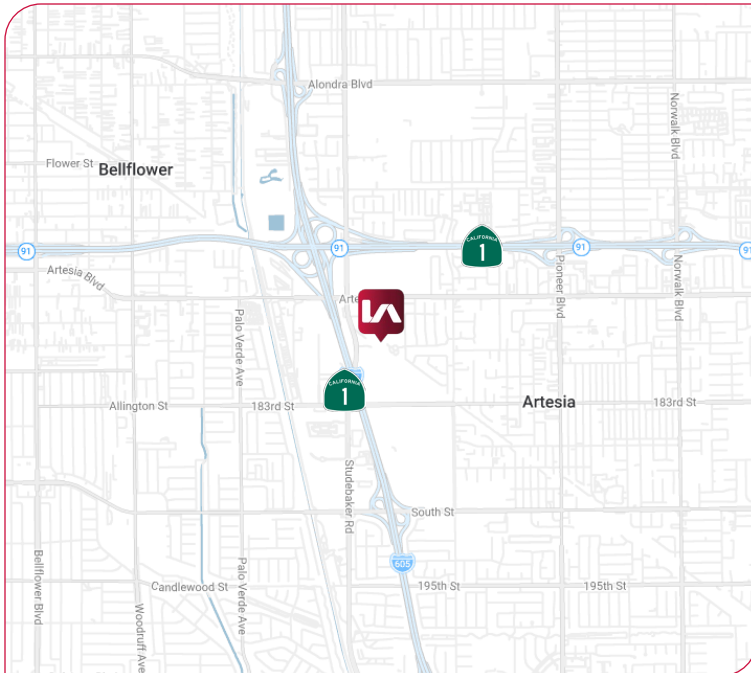 Alondra Blvd
Norwalk Blvd
Flower St
Bellflower
91
91
CALIFORNIA
1
91
91
Artesia Blvd
Pioneer Blvd
Norwalk Blvd
Arte
Palo Verde Ave
CALIFORNIA
1
Allington St
183rd St
Artesia
183rd St
Studebaker Rd
South St
605
Bellflower Blvd
Woodruff Ave
Candlewood St
Palo Verde Ave
195th St
195th St